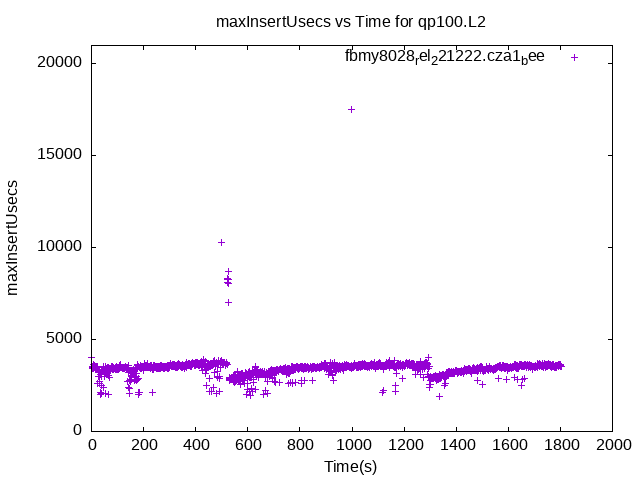 maxInsertUsecs vs Time for qp100.L2
fbmy8028_rel_221222.cza1_bee
20000
15000
10000
5000
0
maxInsertUsecs
0 200 400 600 800 1000 1200 1400 1600 1800 2000
Time(s)